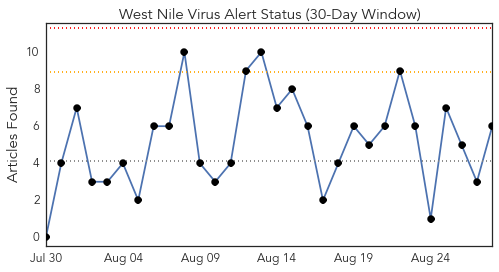 West Nile Virus Alert Status (30-Day Window)
Articles Found
10
8
6
4
2
0
Jul 30 Aug 04 Aug 09 Aug 14 Aug 19 Aug 24